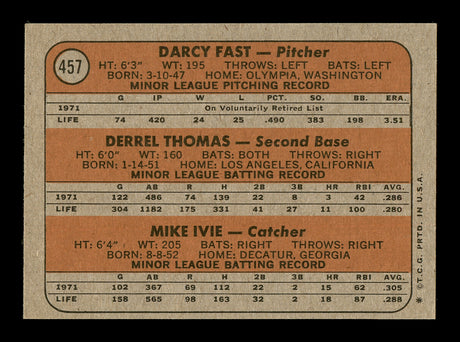 457
DARCY FAST — Pitcher
HT: 6'3" WT: 195 THROWS: LEFT BATS: LEFT
BORN: 3-10-47 HOME: OLYMPIA, WASHINGTON
MINOR LEAGUE PITCHING RECORD
G IP W L PCT. SO. BB. ERA.
1971 On Voluntarily Retired List
LIFE 74 420 24 25 .490 383 198 3.51
DERREL THOMAS — Second Base
HT: 6'0" WT: 160 BATS: BOTH THROWS: RIGHT
BORN: 1-14-51 HOME: LOS ANGELES, CALIFORNIA
MINOR LEAGUE BATTING RECORD
G AB R H 2B 3B HR RBI AVG.
1971 122 486 74 139 22 8 3 42 .286
LIFE 304 1182 175 331 41 27 11 100 .280
MIKE IVIE — Catcher
HT: 6'4" WT: 205 BATS: RIGHT THROWS: RIGHT
BORN: 8-8-52 HOME: DECATUR, GEORGIA
MINOR LEAGUE BATTING RECORD
G AB R H 2B 3B HR RBI AVG.
1971 102 367 69 112 22 2 15 62 .305
LIFE 158 565 98 163 32 2 18 87 .288
* ©T.C.G. PRTD. IN U.S.A.